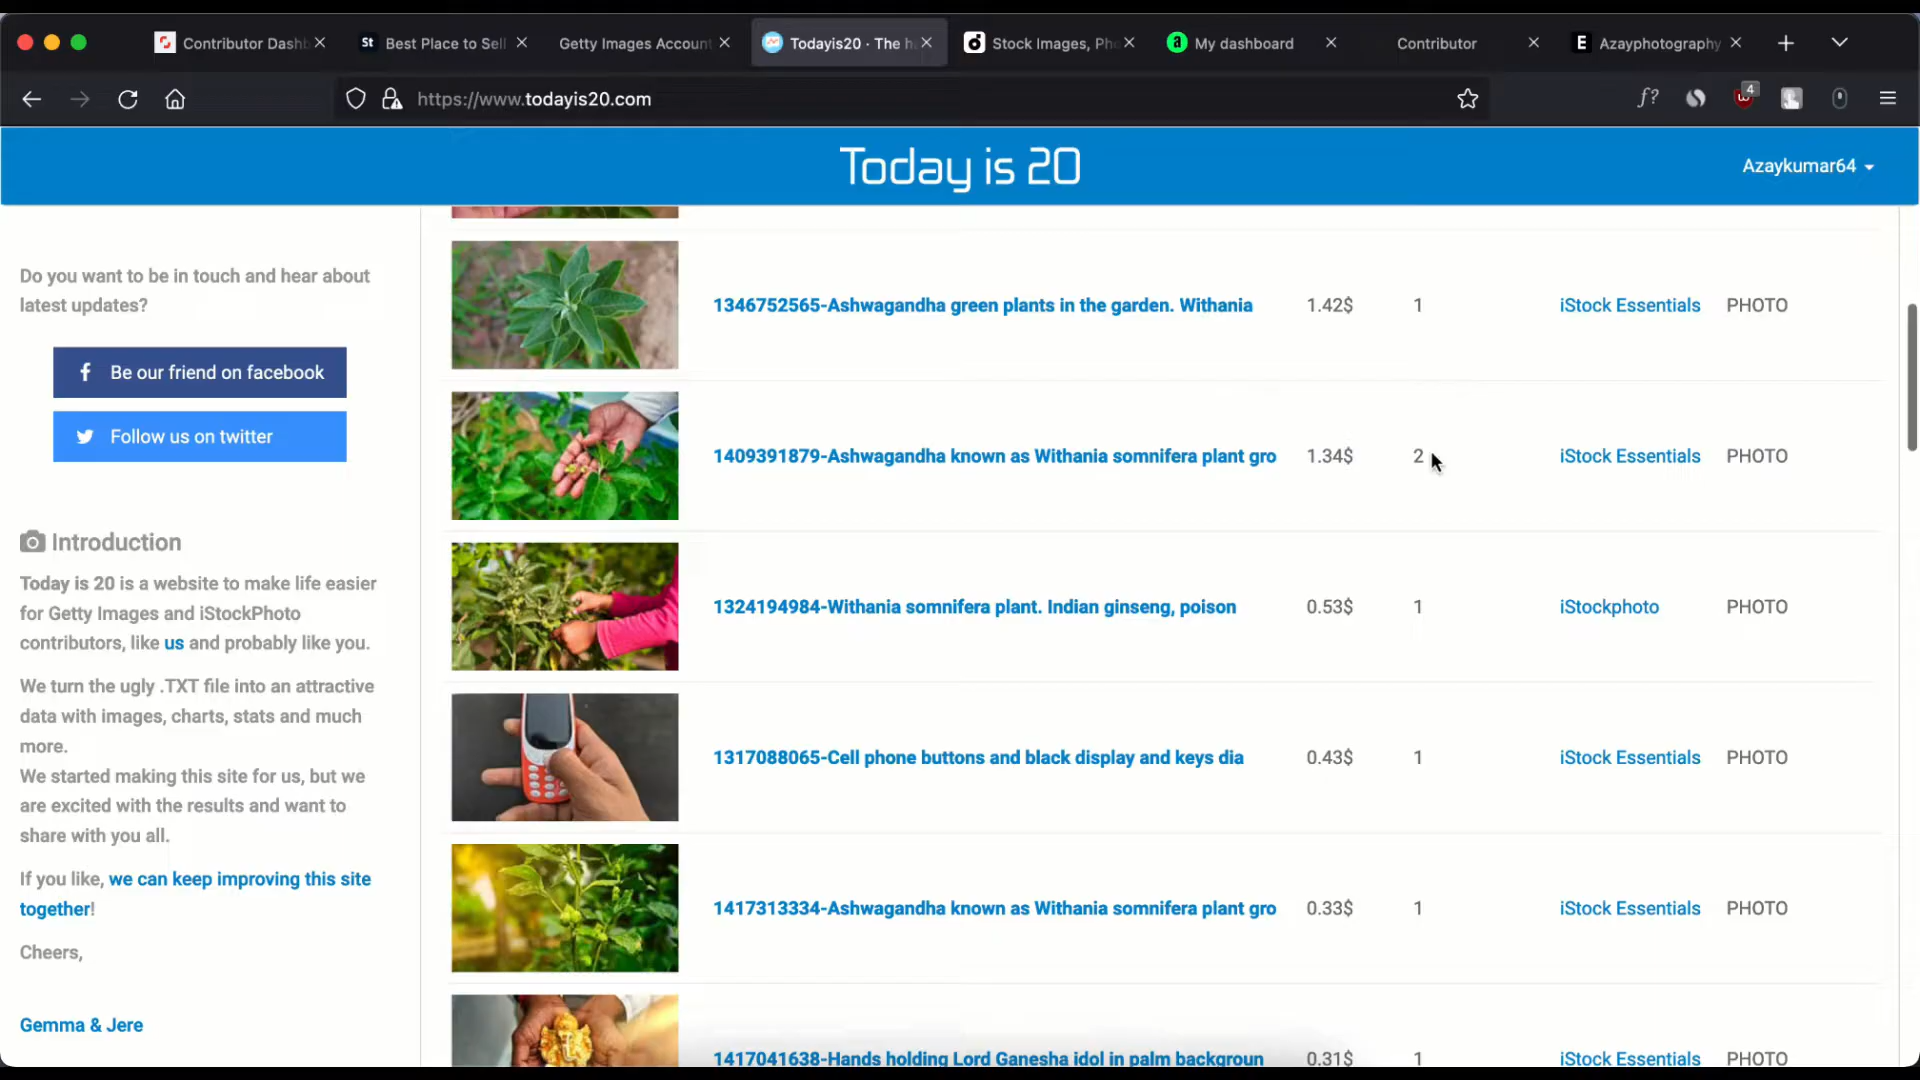 Contributor Dashb
St Best Place to Sell
Getty Images Account
Todayis20 · The h
Stock Images, Pho
a My dashboard
Contributor
E Azayphotography
https://www.todayis20.com
f?
4
Today is 20
Azaykumar64
Do you want to be in touch and hear about
latest updates?
f Be our friend on facebook
Follow us on twitter
Introduction
Today is 20 is a website to make life easier
for Getty Images and iStockPhoto
contributors, like us and probably like you.
We turn the ugly .TXT file into an attractive
data with images, charts, stats and much
more.
We started making this site for us, but we
are excited with the results and want to
share with you all.
If you like, we can keep improving this site
together!
Cheers,
Gemma & Jere
1346752565-Ashwagandha green plants in the garden. Withania 1.42$ 1 iStock Essentials PHOTO
1409391879-Ashwagandha known as Withania somnifera plant gro 1.34$ 2 iStock Essentials PHOTO
1324194984-Withania somnifera plant. Indian ginseng, poison 0.53$ 1 iStockphoto PHOTO
1317088065-Cell phone buttons and black display and keys dia 0.43$ 1 iStock Essentials PHOTO
1417313334-Ashwagandha known as Withania somnifera plant gro 0.33$ 1 iStock Essentials PHOTO
1417041638-Hands holding Lord Ganesha idol in palm backgroun 0.31$ 1 iStock Essentials PHOTO